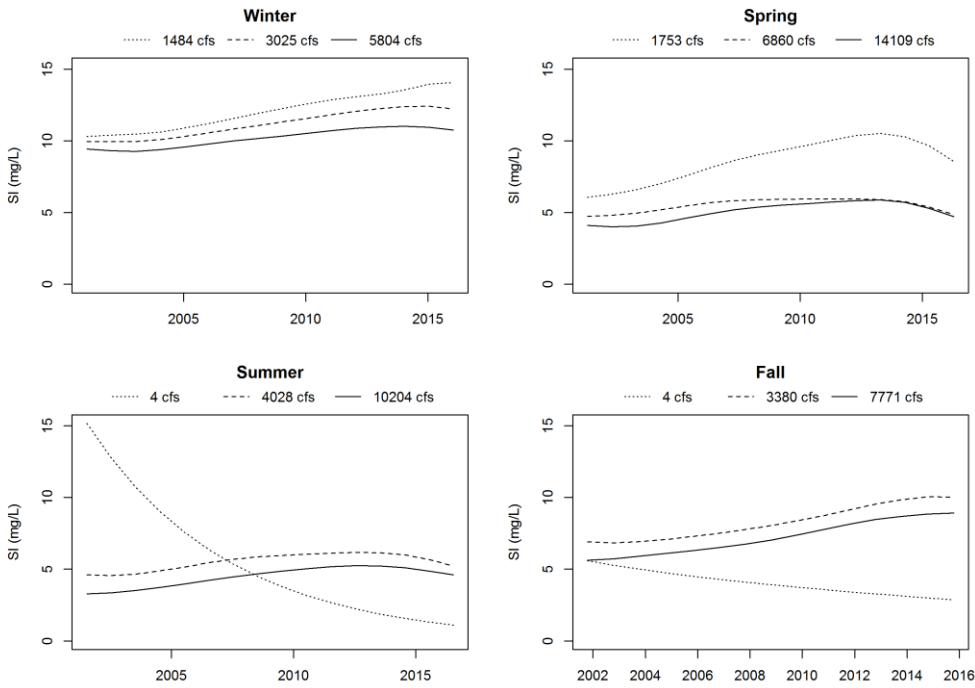 Winter
1484 cfs 3025 cfs 5804 cfs
SI (mg/L)
15
10
5
0
2005 2010 2015
Spring
1753 cfs 6860 cfs 14109 cfs
SI (mg/L)
15
10
5
0
2005 2010 2015
Summer
4 cfs 4028 cfs 10204 cfs
SI (mg/L)
15
10
5
0
2005 2010 2015
Fall
4 cfs 3380 cfs 7771 cfs
SI (mg/L)
15
10
5
0
2002 2004 2006 2008 2010 2012 2014 2016